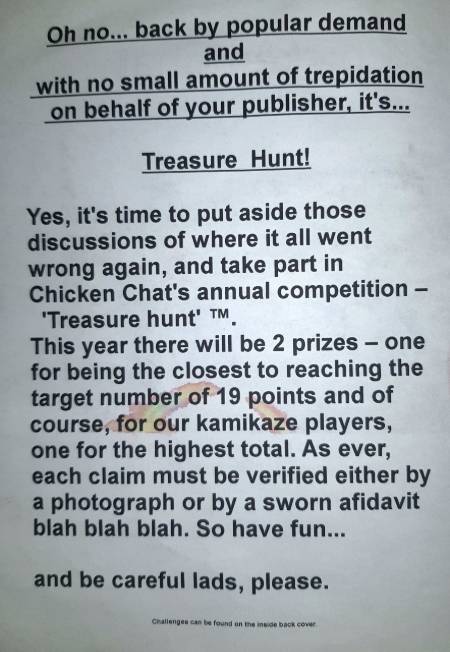 Oh no... back by popular demand
and
with no small amount of trepidation
on behalf of your publisher, it's...
Treasure Hunt!
Yes, it's time to put aside those
discussions of where it all went
wrong again, and take part in
Chicken Chat's annual competition –
'Treasure hunt' ™.
This year there will be 2 prizes – one
for being the closest to reaching the
target number of 19 points and of
course, for our kamikaze players,
one for the highest total. As ever,
each claim must be verified either by
a photograph or by a sworn afidavit
blah blah blah. So have fun...
and be careful lads, please.
Challenges can be found on the inside back cover.